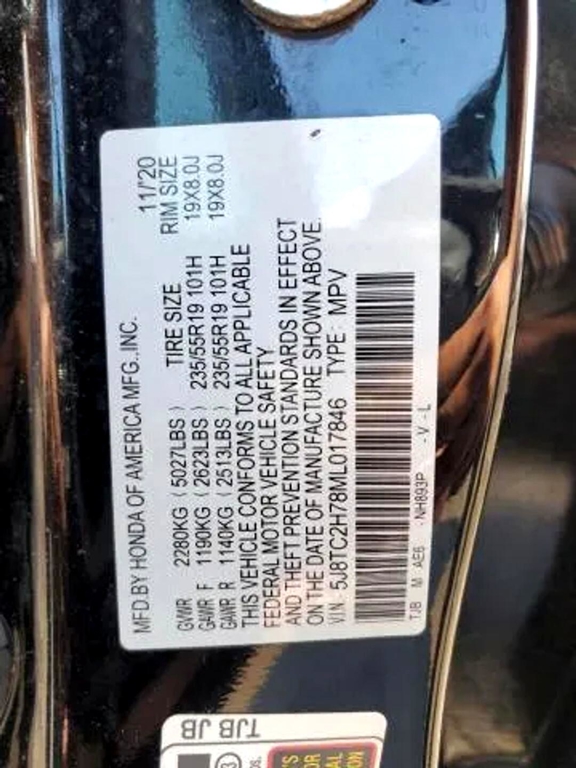 MFD.BY HONDA OF AMERICA MFG.,INC. 11/'20
TIRE SIZE RIM SIZE
GVWR 2280KG (5027LBS)
GAWR F 1190KG (2623LBS) 235/55R19 101H 19X8.0J
GAWR R 1140KG (2513LBS) 235/55R19 101H 19X8.0J
THIS VEHICLE CONFORMS TO ALL APPLICABLE
FEDERAL MOTOR VEHICLE SAFETY
AND THEFT PREVENTION STANDARDS IN EFFECT
ON THE DATE OF MANUFACTURE SHOWN ABOVE.
V.I.N. 5J8TC2H78ML017846 TYPE: MPV
TJB M AE6 -NH893P -V-L
TJB JB